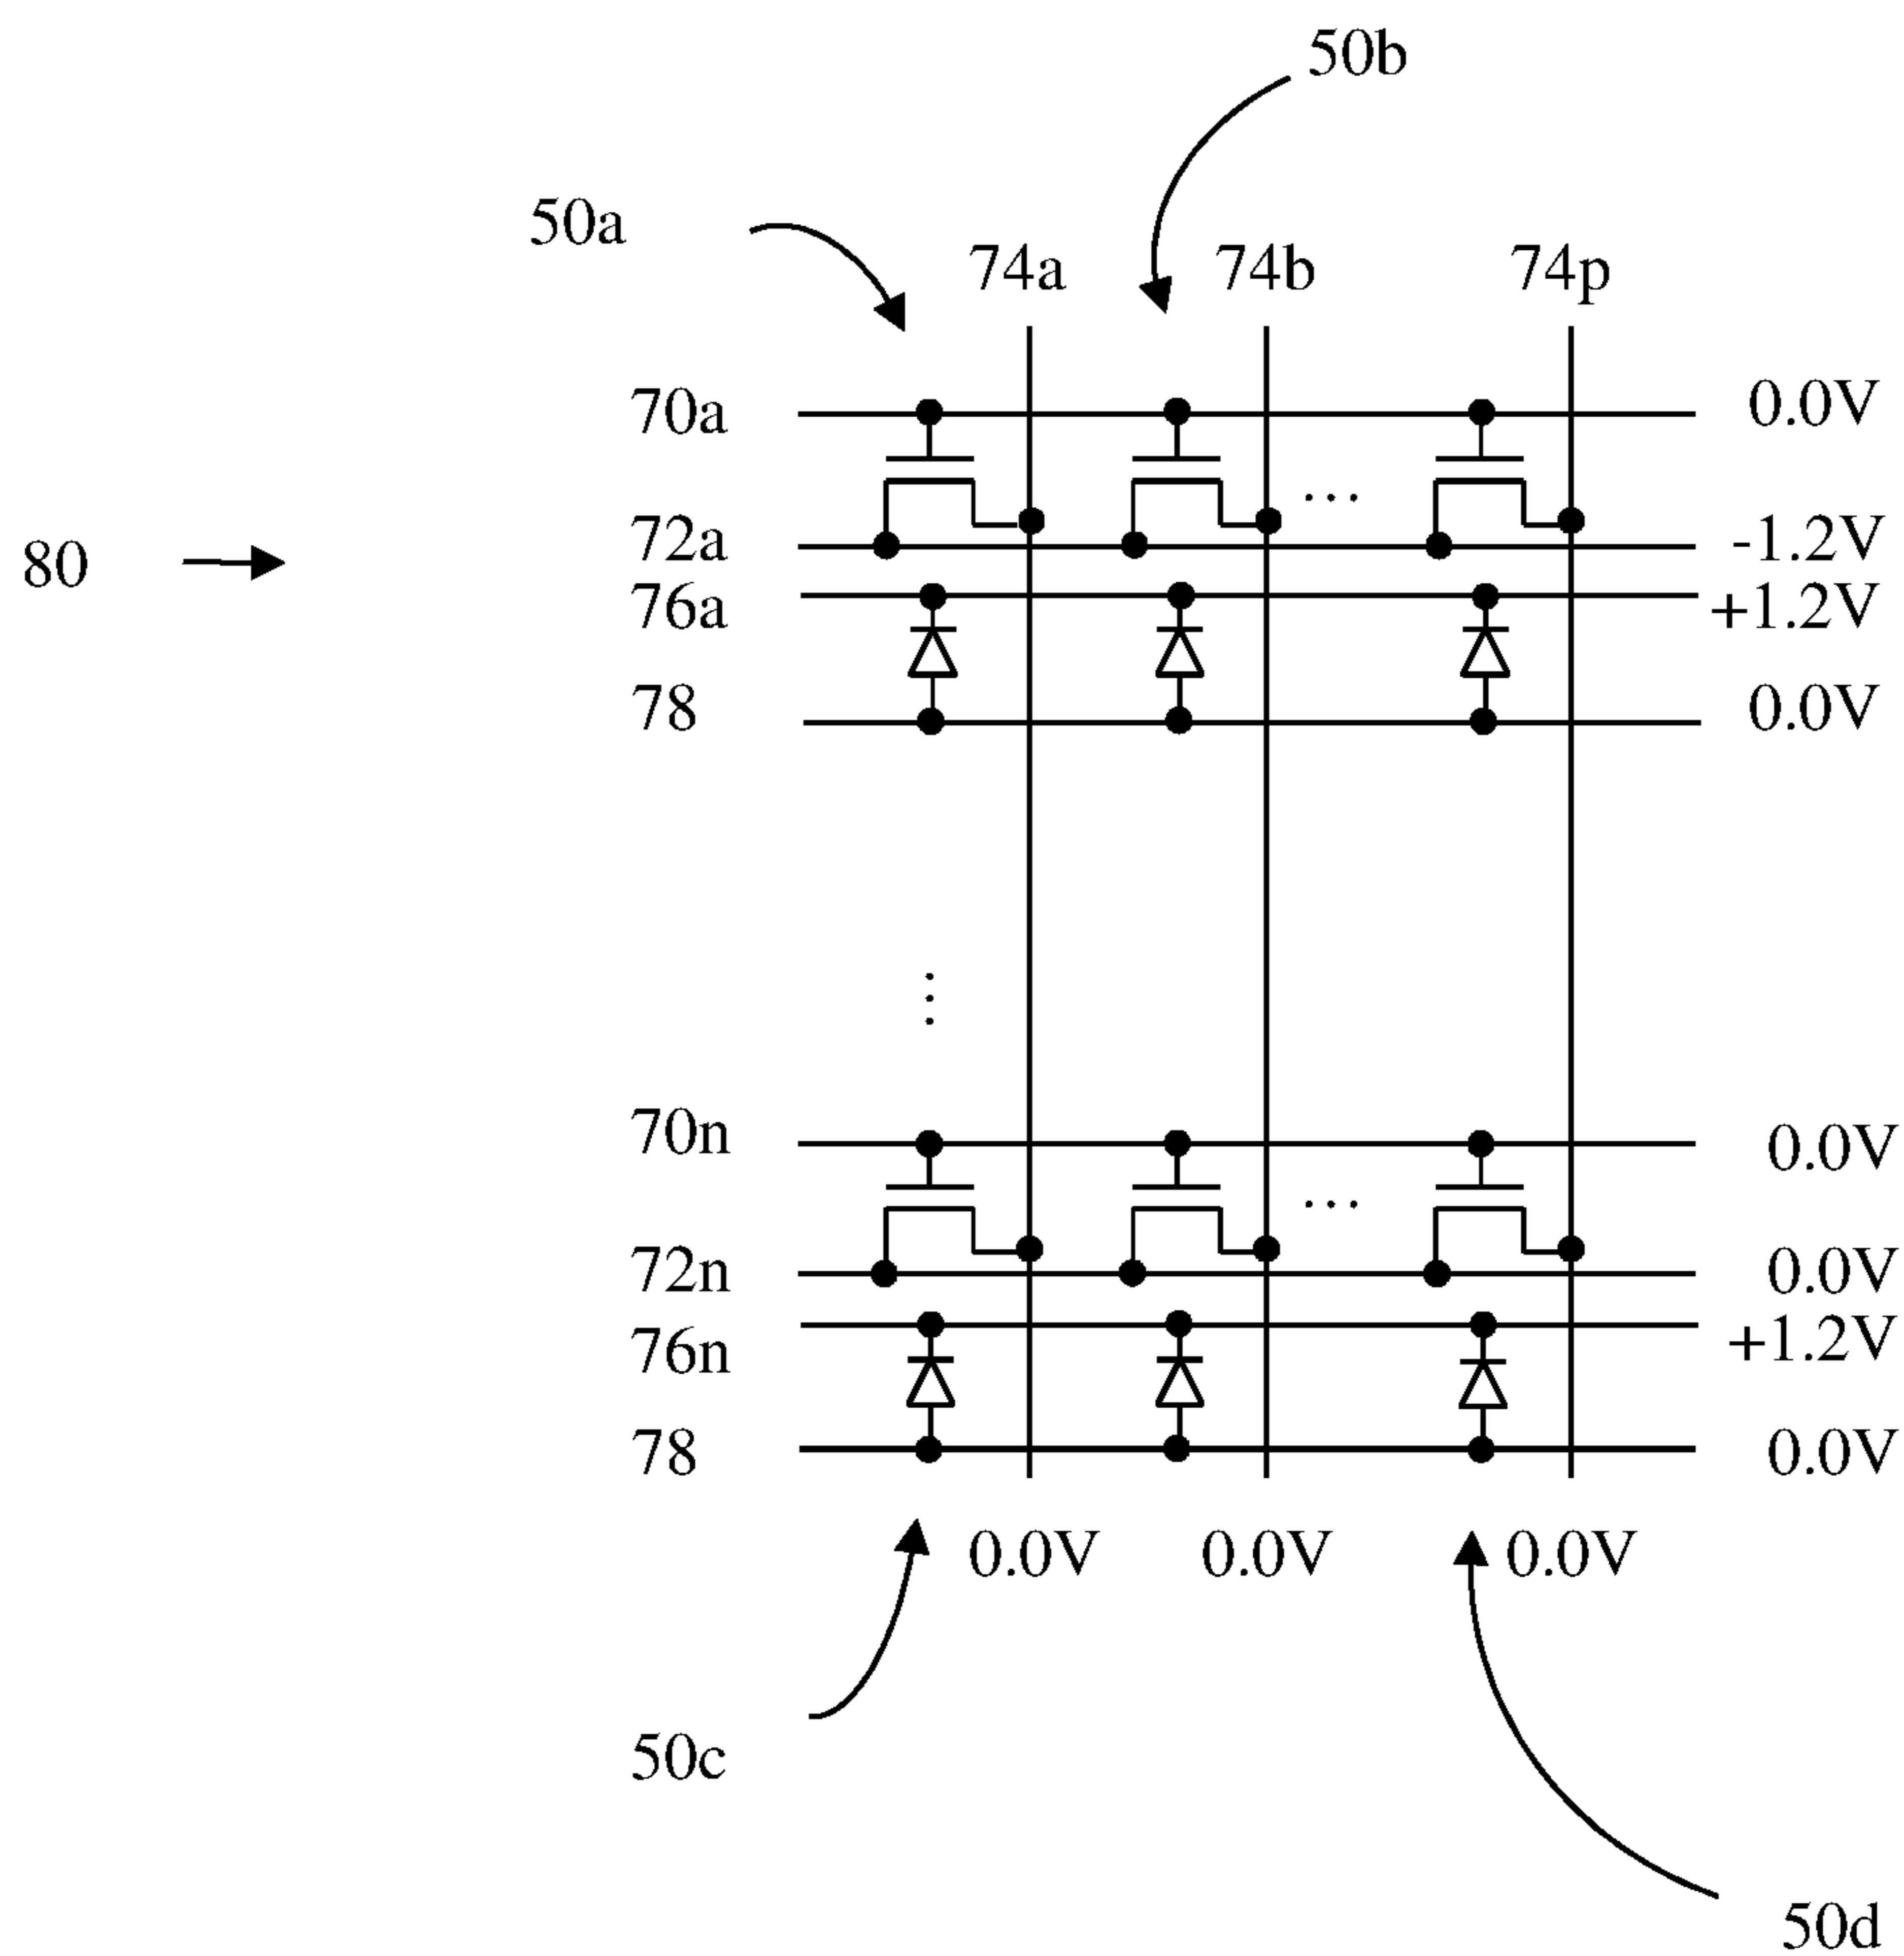 50b
50a
74a 74b 74p
70a 0.0V
...
72a -1.2V
80
76a +1.2V
78 0.0V
...
70n 0.0V
...
72n 0.0V
76n +1.2V
78 0.0V
0.0V 0.0V 0.0V
50c
50d